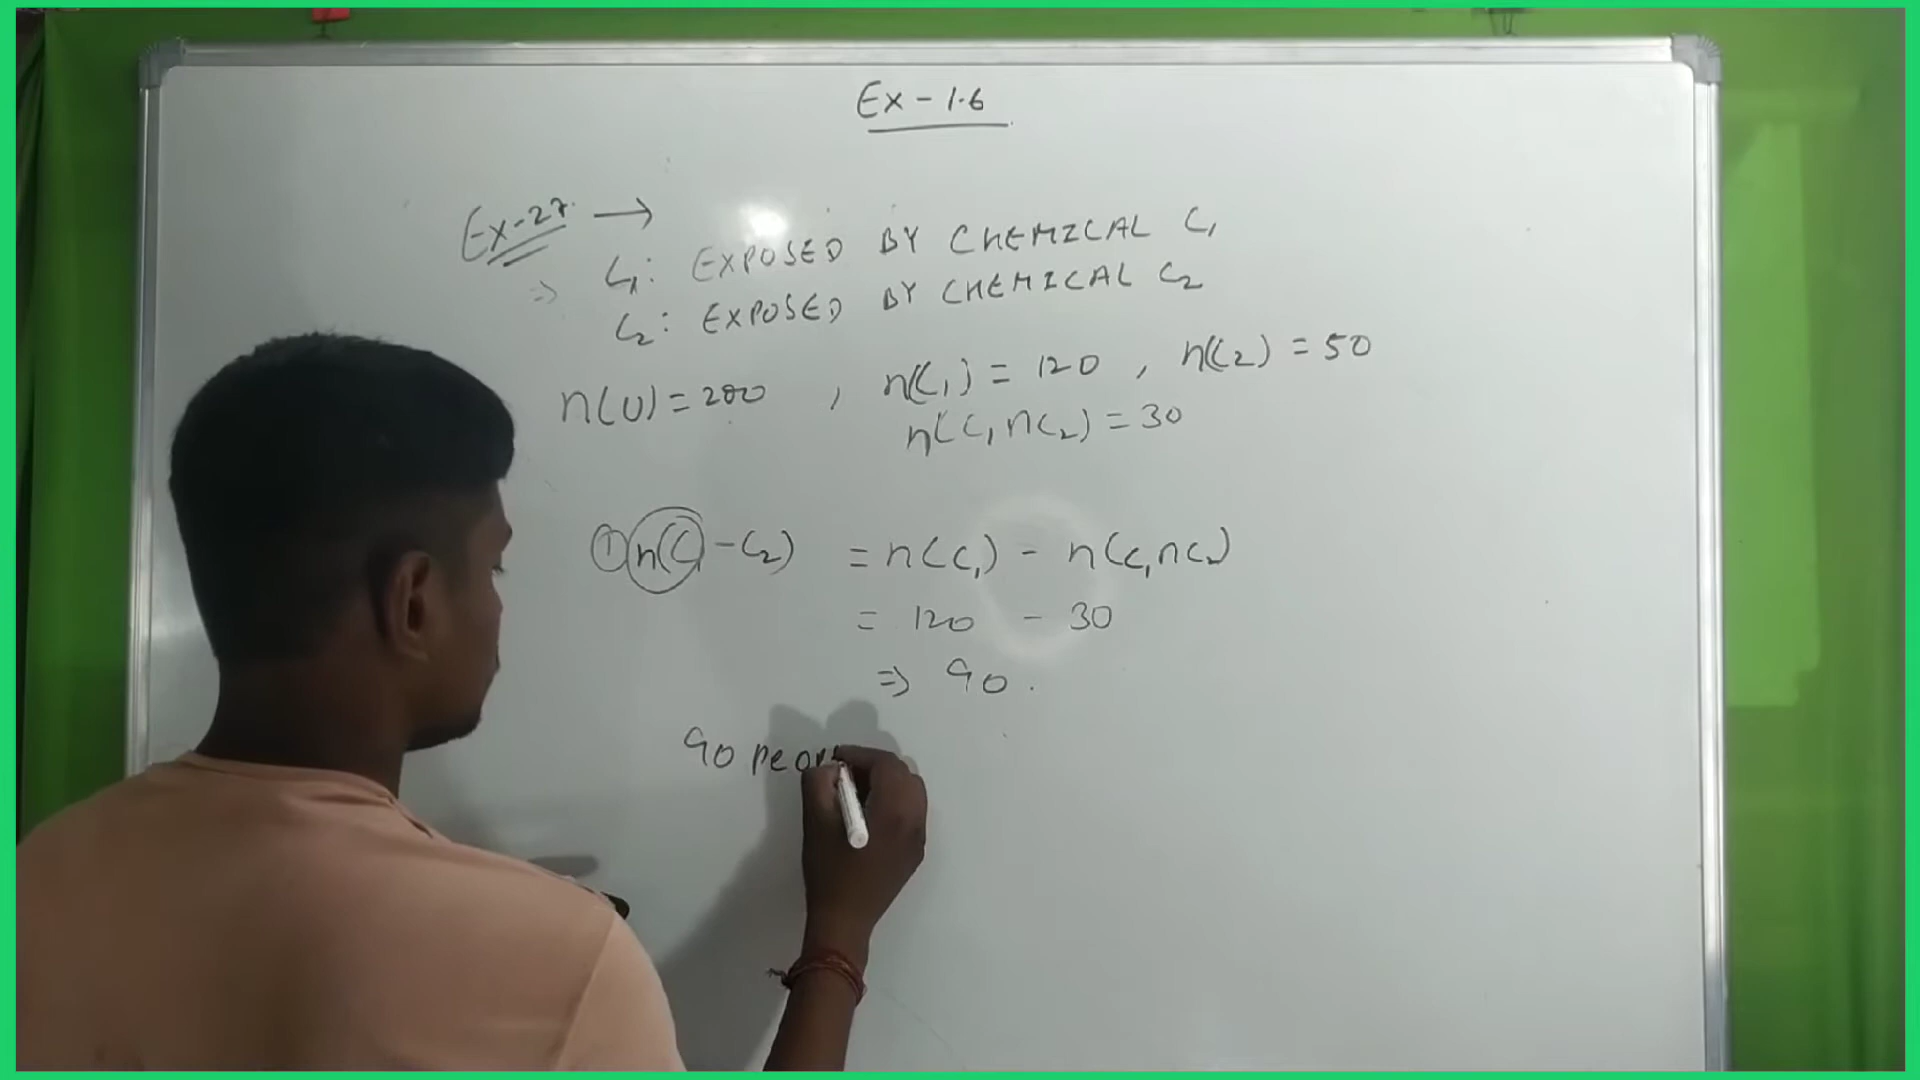 Ex-1.6
Ex-27. →
⇒ C₁: EXPOSED BY CHEMICAL C₁
C₂: EXPOSED BY CHEMICAL C₂
n(U)=200 , n(C₁) = 120 , n(C₂) = 50
n(C₁∩C₂) = 30
① n(C₁-C₂) = n(C₁) - n(C₁∩C₂)
= 120 - 30
⇒ 90.
90